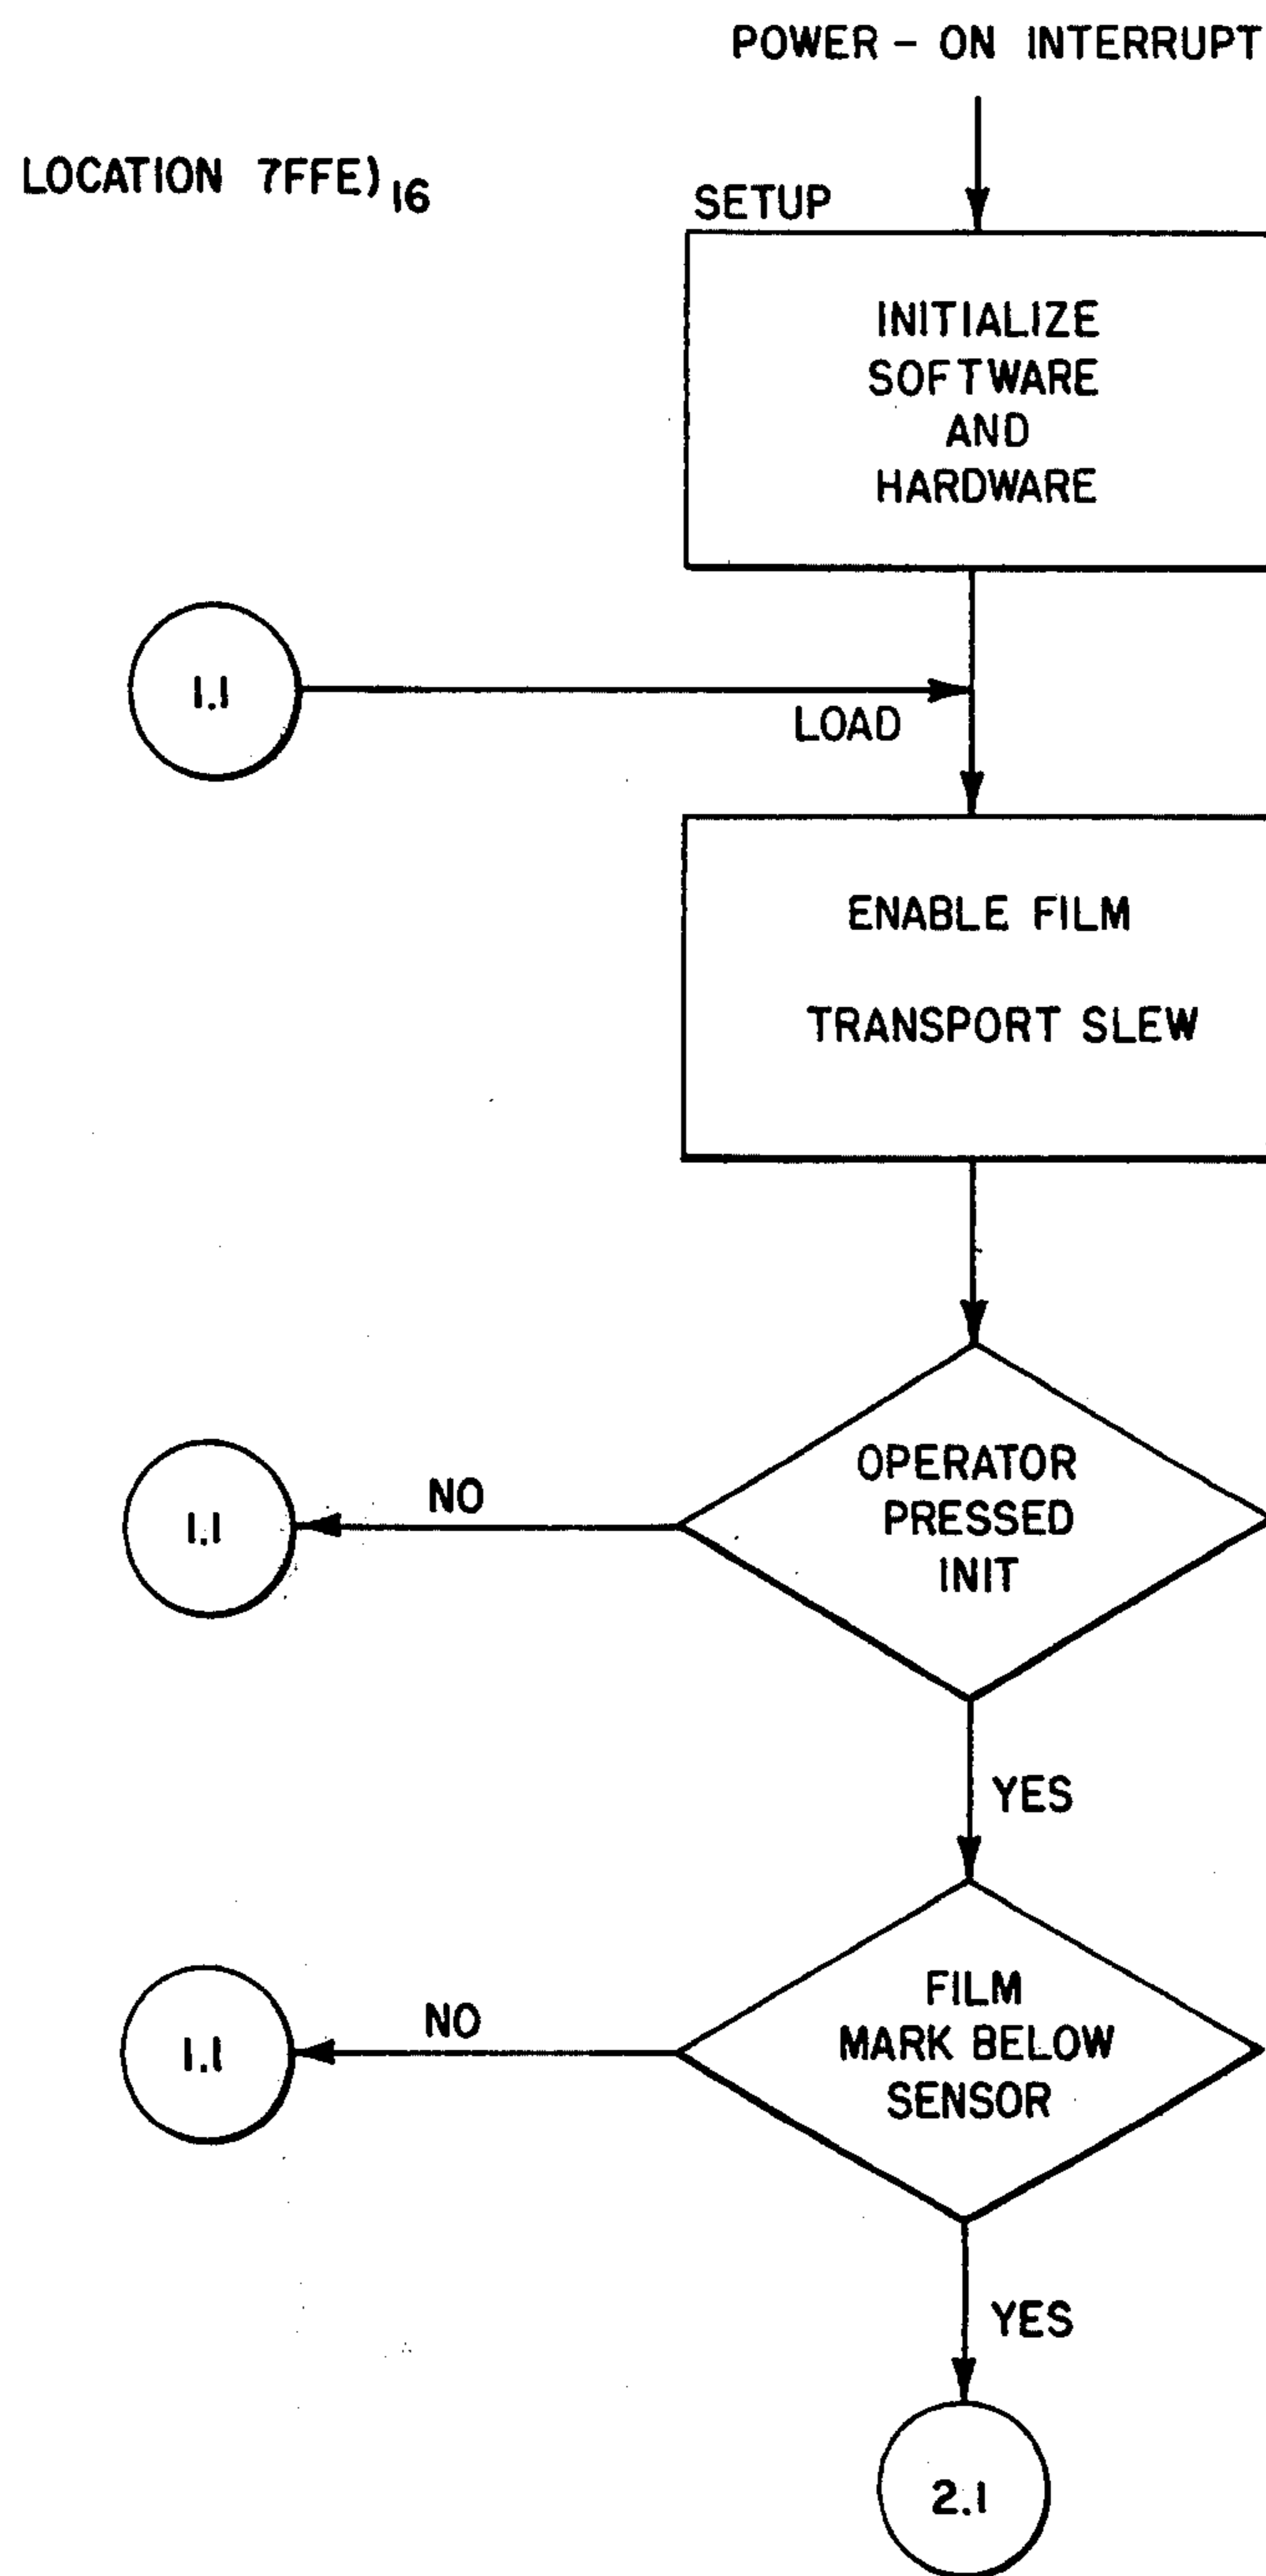 POWER - ON INTERRUPT
LOCATION 7FFE)16
SETUP
INITIALIZE
SOFTWARE
AND
HARDWARE
1.1
LOAD
ENABLE FILM
TRANSPORT SLEW
OPERATOR
PRESSED
INIT
NO
1.1
YES
FILM
MARK BELOW
SENSOR
NO
1.1
YES
2.1